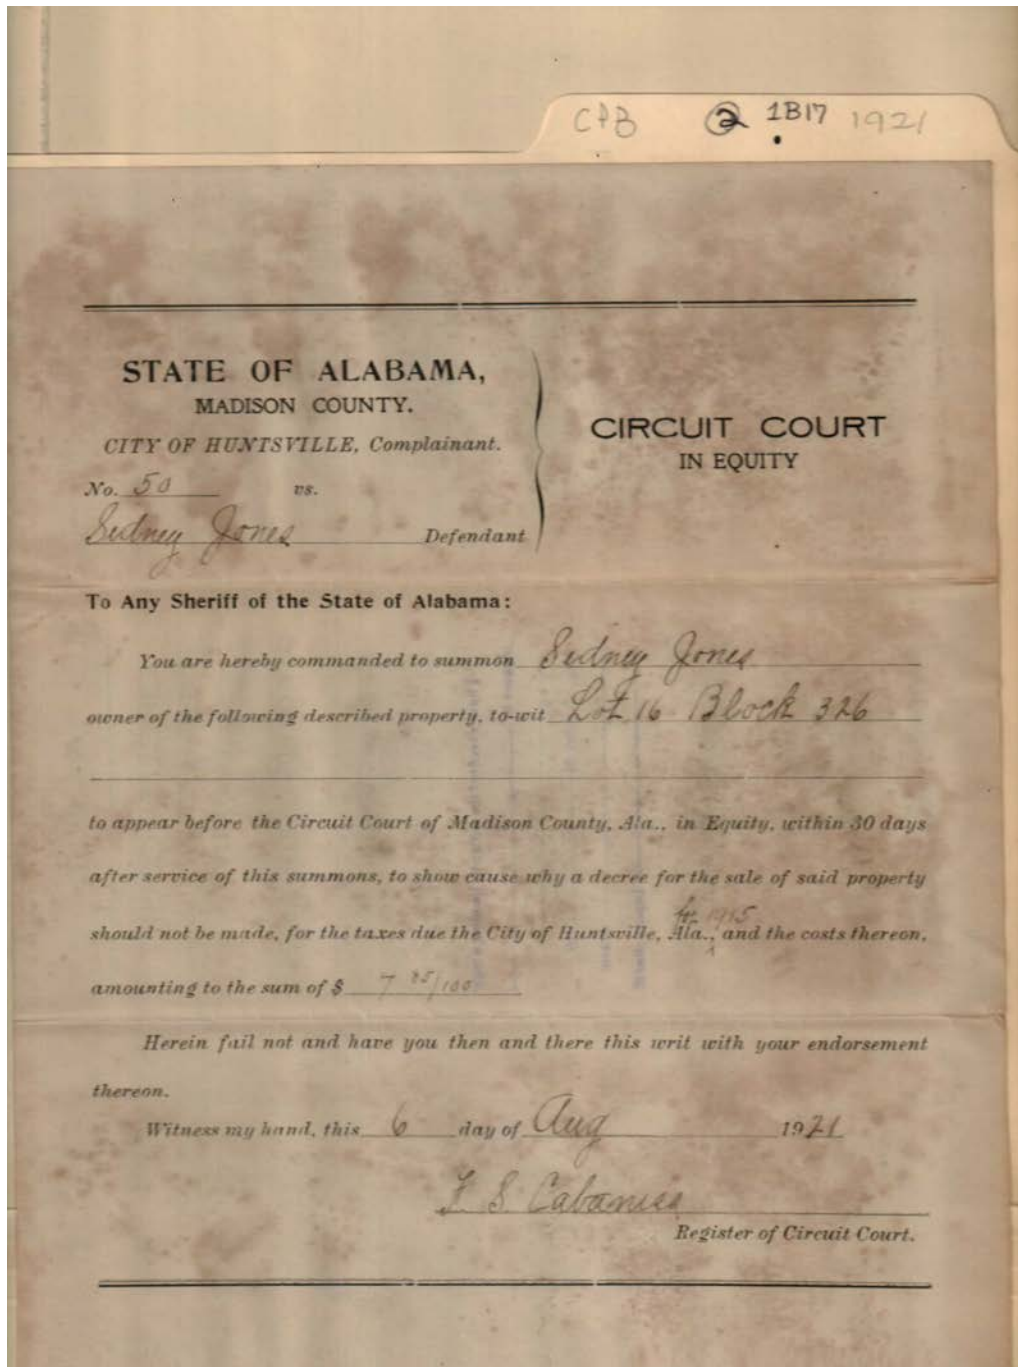 CPB 2 1B17 1921
STATE OF ALABAMA,
MADISON COUNTY.
CITY OF HUNTSVILLE, Complainant.
CIRCUIT COURT
IN EQUITY
No. 50 vs.
Sidney Jones Defendant
To Any Sheriff of the State of Alabama:
You are hereby commanded to summon Sidney Jones
owner of the following described property, to-wit Lot 16 Block 326
to appear before the Circuit Court of Madison County, Ala., in Equity, within 30 days
after service of this summons, to show cause why a decree for the sale of said property
for 1915
should not be made, for the taxes due the City of Huntsville, Ala., and the costs thereon,
amounting to the sum of $ 7 85/100
Herein fail not and have you then and there this writ with your endorsement
thereon.
Witness my hand, this 6 day of Aug 1921
F. S. Cabaniss
Register of Circuit Court.